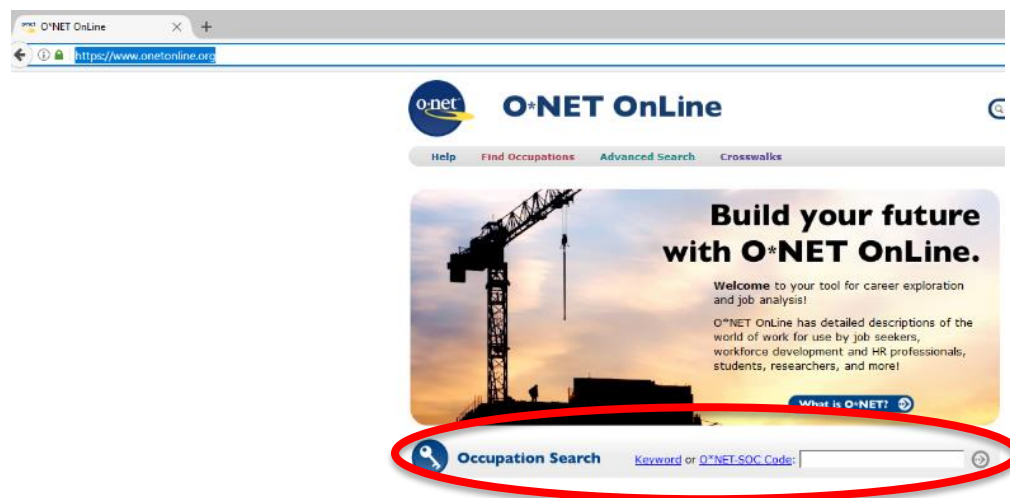 O*NET OnLine
https://www.onetonline.org
o·net
O*NET OnLine
Help Find Occupations Advanced Search Crosswalks
Build your future
with O*NET OnLine.
Welcome to your tool for career exploration
and job analysis!
O*NET OnLine has detailed descriptions of the
world of work for use by job seekers,
workforce development and HR professionals,
students, researchers, and more!
What is O*NET?
Occupation Search Keyword or O*NET-SOC Code: